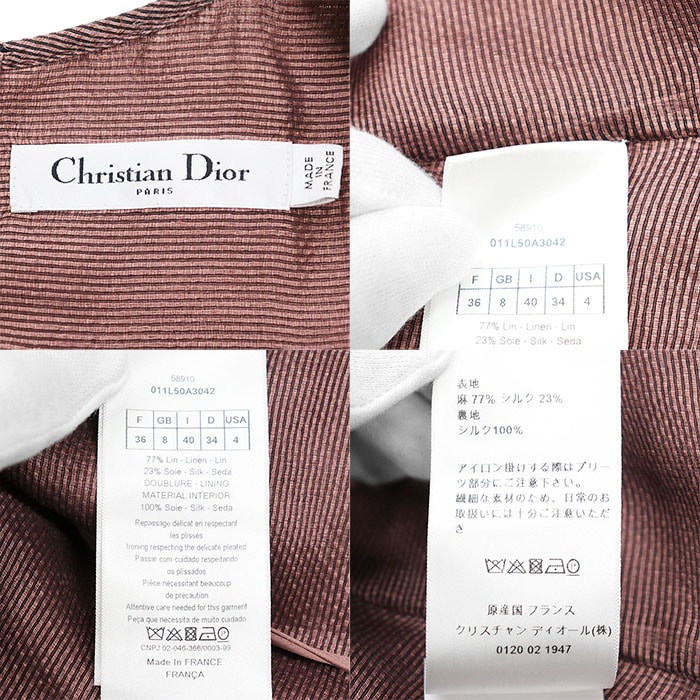 Christian Dior
PARIS
MADE
IN
FRANCE
58910
011L50A3042
F GB I D USA
36 8 40 34 4
77% Lin - Linen - Lin
23% Soie - Silk - Seda
58910
011L50A3042
F GB I D USA
36 8 40 34 4
77% Lin - Linen - Lin
23% Soie - Silk - Seda
DOUBLURE - LINING
MATERIAL INTERIOR
100% Soie - Silk - Seda
Repassage délicat en respectant
les plissés
Ironing respecting the delicate pleated
Passar com cuidado respeitando
os plissados
Pièce nécessitant beaucoup
de précaution
Attentive care needed for this garment
Peça que necessita de muito cuidado
CNPJ 02-046-366/0003-99
Made In FRANCE
FRANÇA
表地
麻 77% シルク 23%
裏地
シルク100%
アイロン掛けする際はプリー
ツ部分にご注意下さい。
繊細な素材のため、日常のお
取扱いには十分ご注意いただ
き
原産国 フランス
クリスチャン ディオール(株)
0120 02 1947